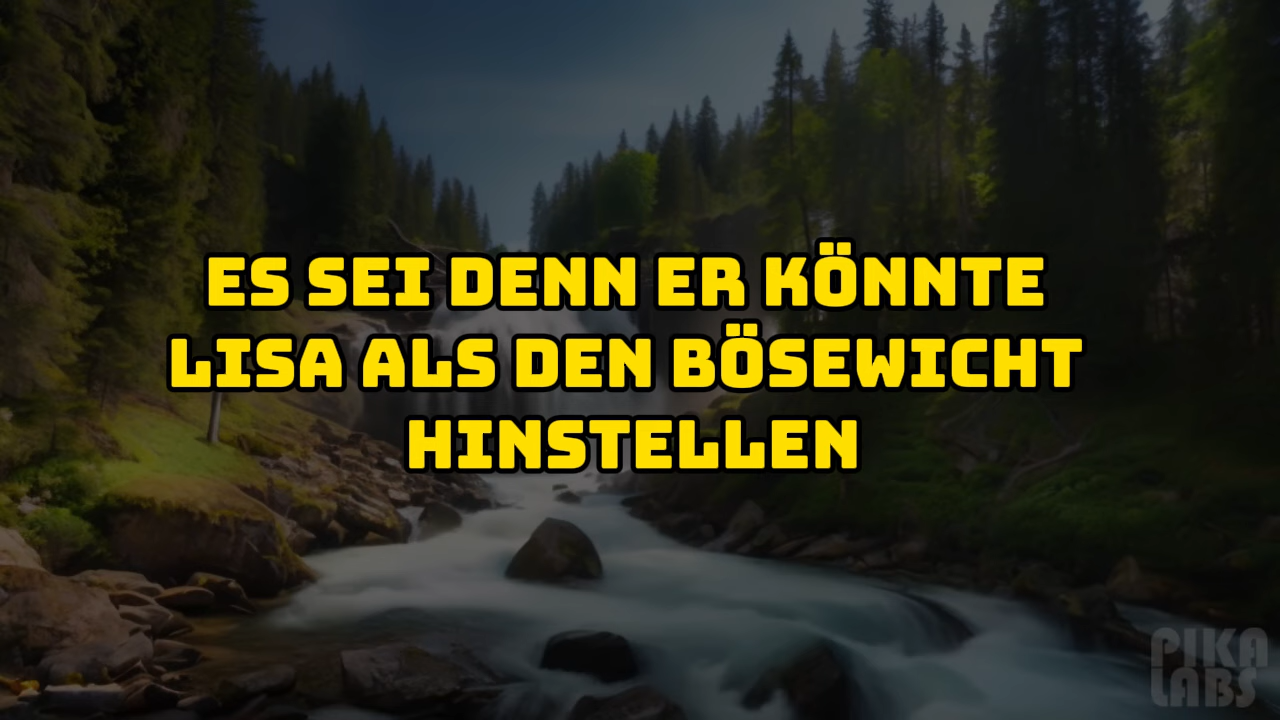 ES SEI DENN ER KÖNNTE
LISA ALS DEN BÖSEWICHT
HINSTELLEN
PIKA
LABS